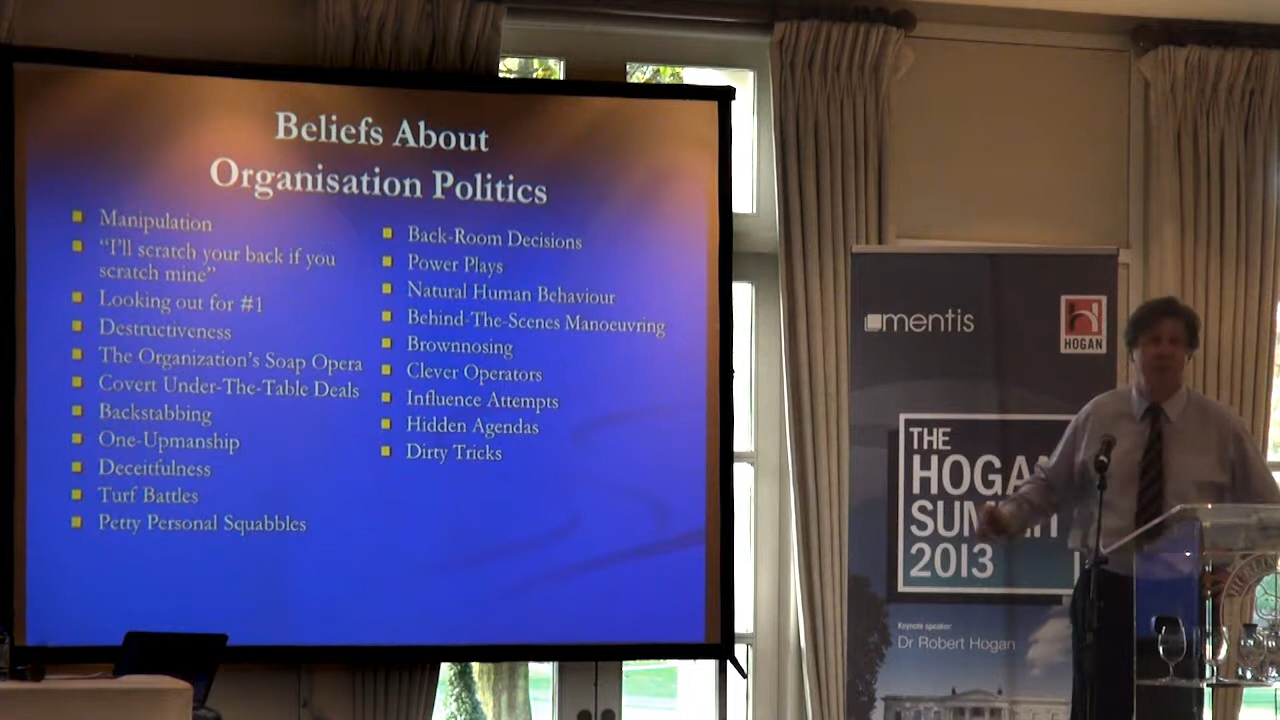 Beliefs About
Organisation Politics
Manipulation
“I’ll scratch your back if you
scratch mine”
Looking out for #1
Destructiveness
The Organization’s Soap Opera
Covert Under-The-Table Deals
Backstabbing
One-Upmanship
Deceitfulness
Turf Battles
Petty Personal Squabbles
Back-Room Decisions
Power Plays
Natural Human Behaviour
Behind-The-Scenes Manoeuvring
Brownnosing
Clever Operators
Influence Attempts
Hidden Agendas
Dirty Tricks
mentis
HOGAN
THE
2013
Keynote speaker:
Dr Robert Hogan